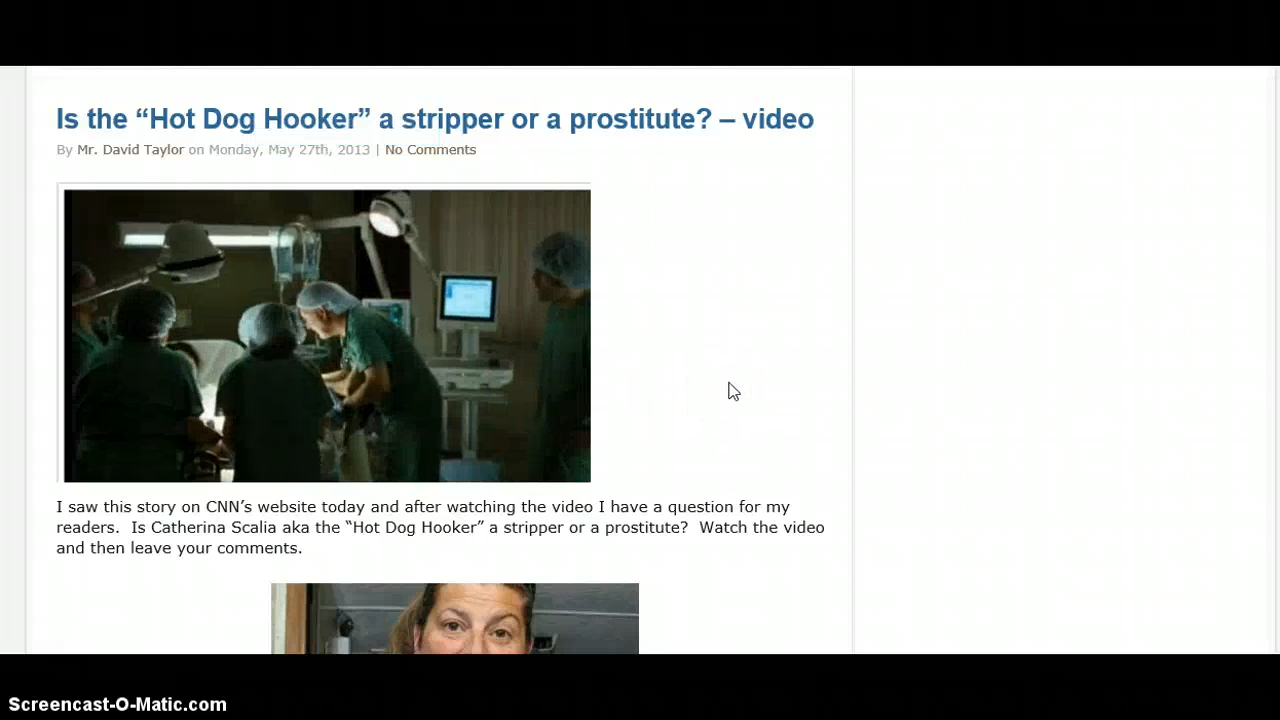 Is the “Hot Dog Hooker” a stripper or a prostitute? – video
By Mr. David Taylor on Monday, May 27th, 2013 | No Comments
I saw this story on CNN’s website today and after watching the video I have a question for my
readers.  Is Catherina Scalia aka the “Hot Dog Hooker” a stripper or a prostitute?  Watch the video
and then leave your comments.
Screencast-O-Matic.com